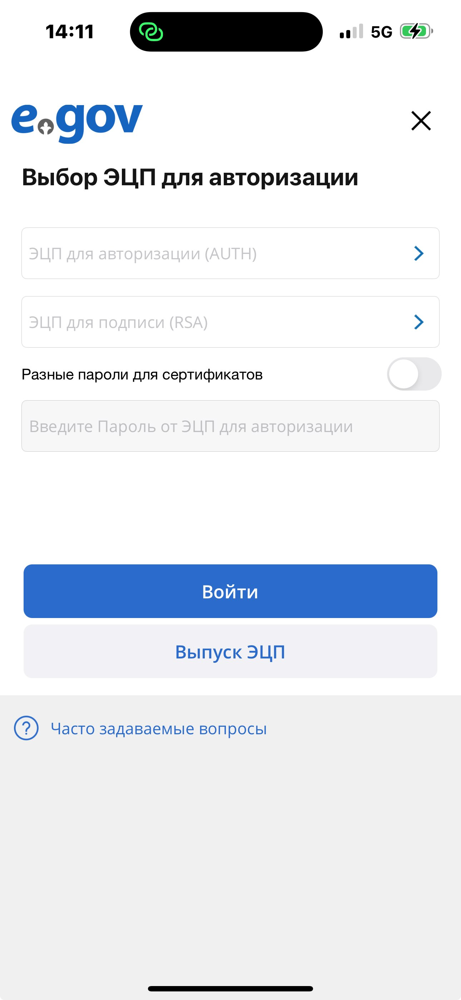 14:11
5G
e.gov
Выбор ЭЦП для авторизации
ЭЦП для авторизации (AUTH)
ЭЦП для подписи (RSA)
Разные пароли для сертификатов
Введите Пароль от ЭЦП для авторизации
Войти
Выпуск ЭЦП
? Часто задаваемые вопросы